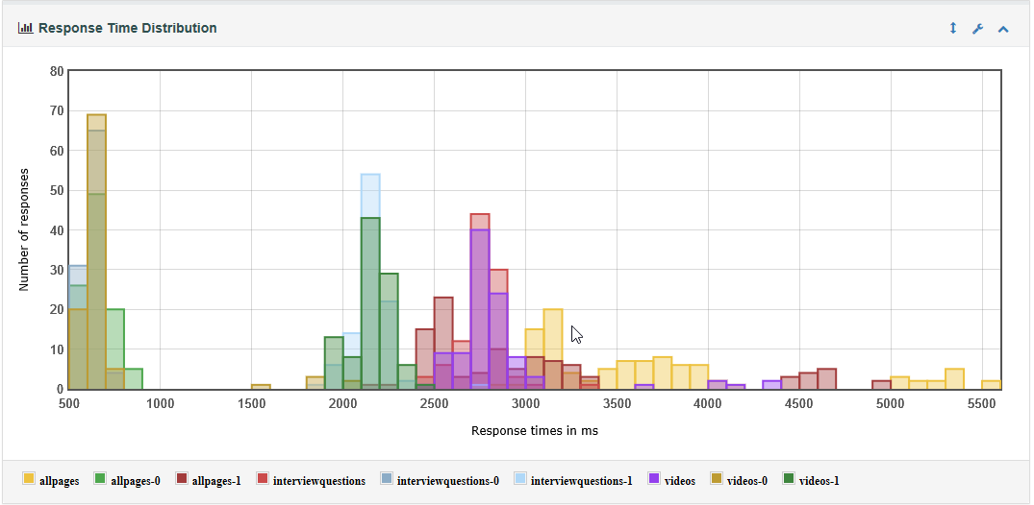 Response Time Distribution
80
70
60
50
40
30
20
10
0
Number of responses
500 1000 1500 2000 2500 3000 3500 4000 4500 5000 5500
Response times in ms
allpages allpages-0 allpages-1 interviewquestions interviewquestions-0 interviewquestions-1 videos videos-0 videos-1